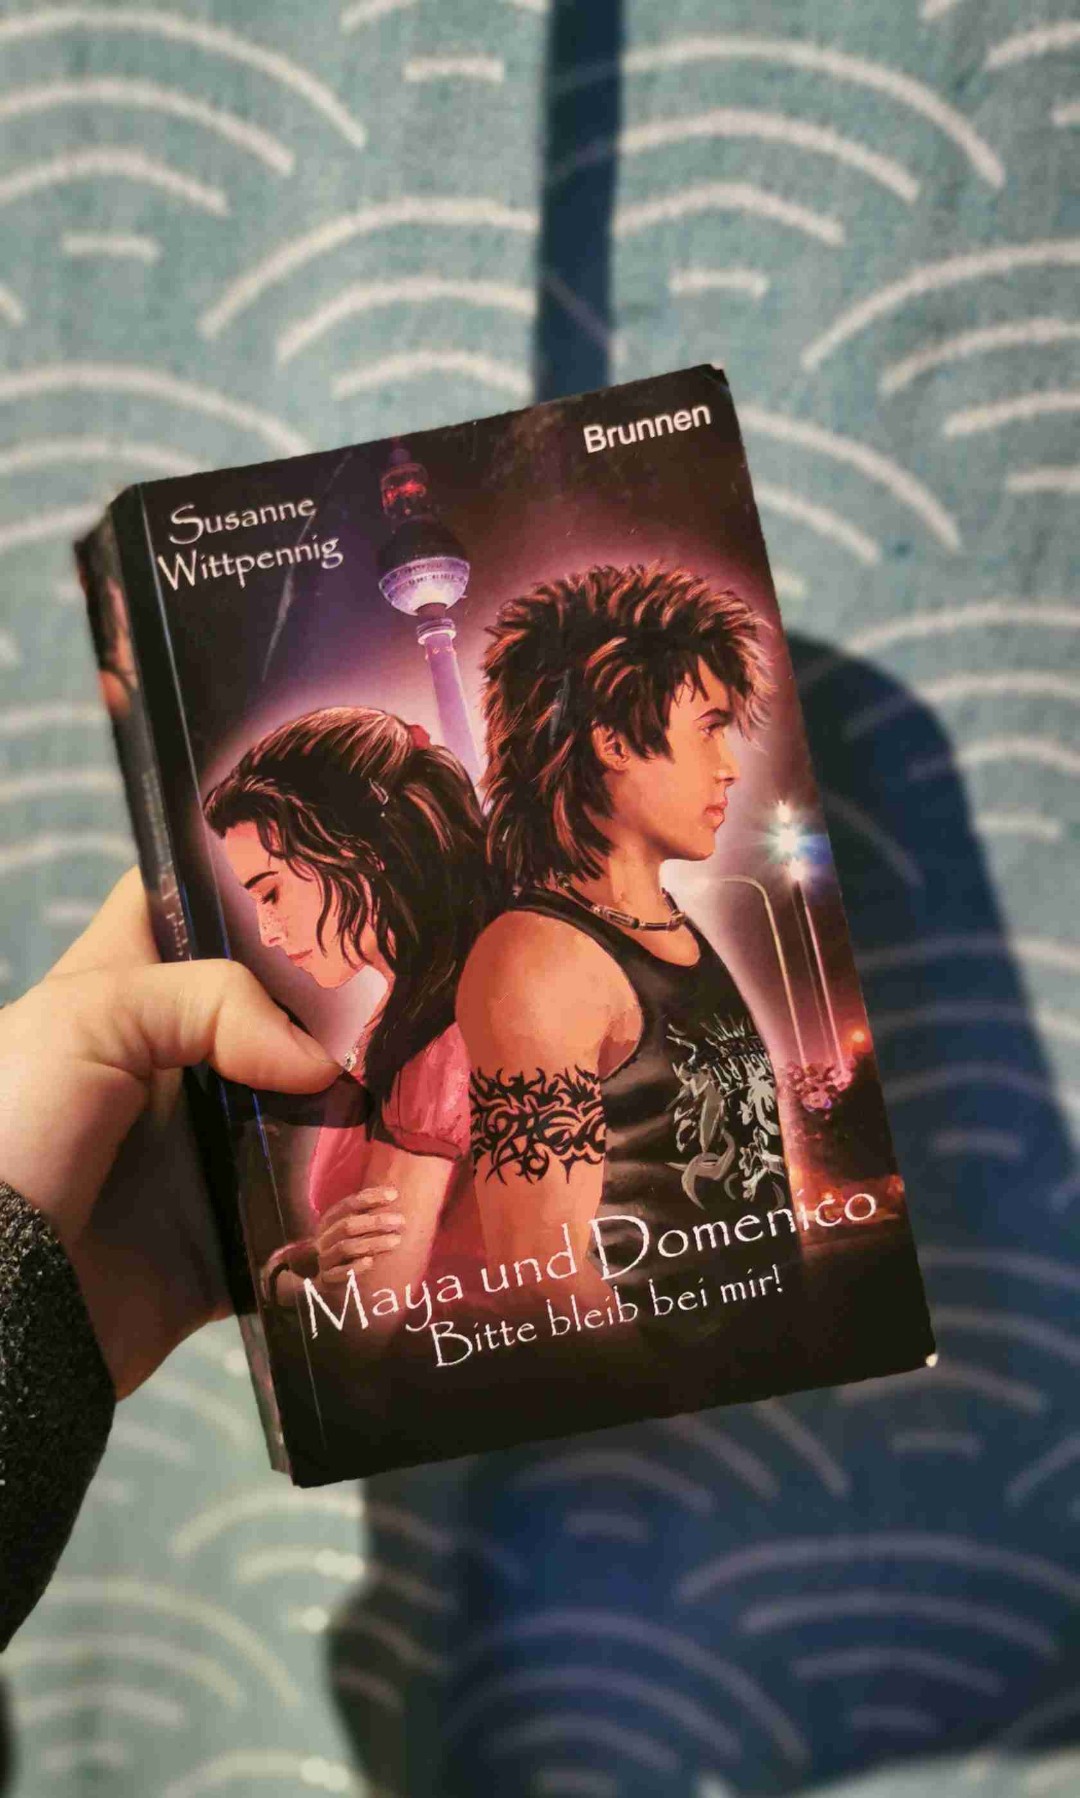 Brunnen
Susanne
Wittpennig
Maya und Domenico
Bitte bleib bei mir!